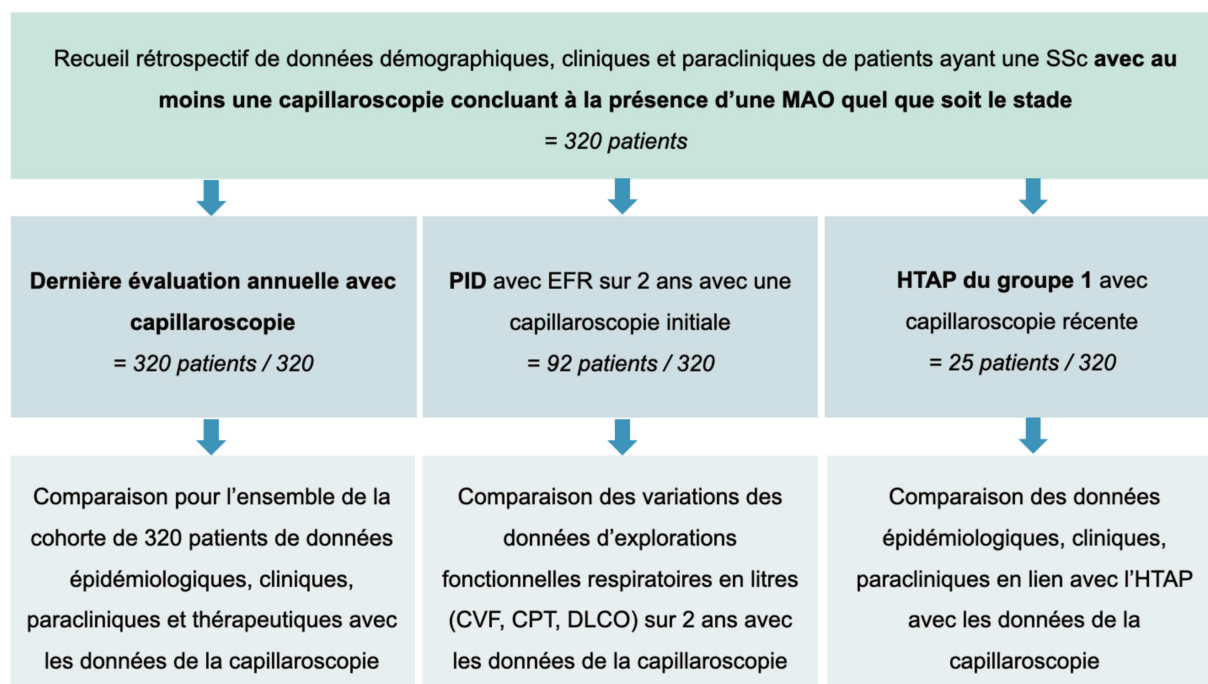 Recueil rétrospectif de données démographiques, cliniques et paracliniques de patients ayant une SSc avec au
moins une capillaroscopie concluant à la présence d’une MAO quel que soit le stade
= 320 patients
Dernière évaluation annuelle avec
capillaroscopie
= 320 patients / 320
PID avec EFR sur 2 ans avec une
capillaroscopie initiale
= 92 patients / 320
HTAP du groupe 1 avec
capillaroscopie récente
= 25 patients / 320
Comparaison pour l’ensemble de la
cohorte de 320 patients de données
épidémiologiques, cliniques,
paracliniques et thérapeutiques avec
les données de la capillaroscopie
Comparaison des variations des
données d’explorations
fonctionnelles respiratoires en litres
(CVF, CPT, DLCO) sur 2 ans avec
les données de la capillaroscopie
Comparaison des données
épidémiologiques, cliniques,
paracliniques en lien avec l’HTAP
avec les données de la
capillaroscopie